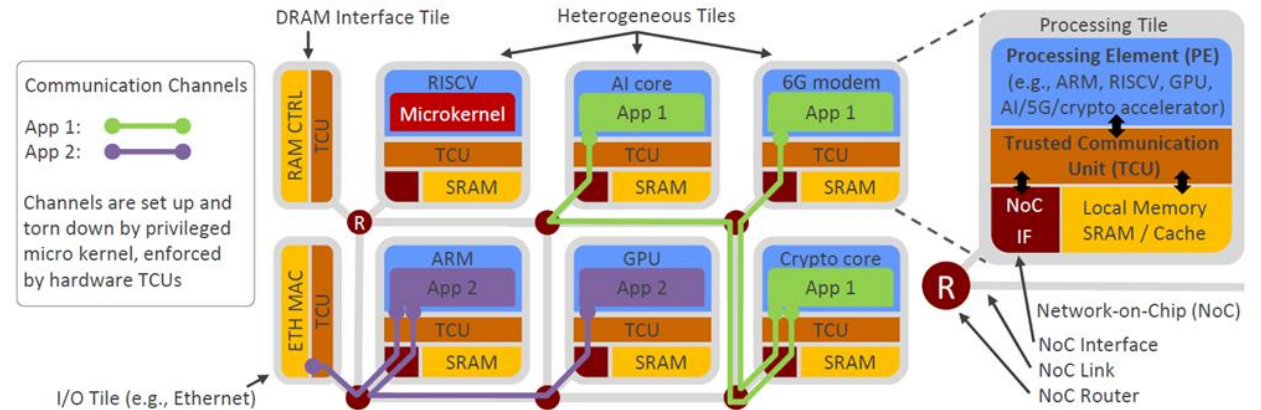 DRAM Interface Tile
Heterogeneous Tiles
Communication Channels
App 1:
App 2:
Channels are set up and
torn down by privileged
micro kernel, enforced
by hardware TCUs
RAM CTRL
TCU
RISCV
Microkernel
TCU
SRAM
AI core
App 1
TCU
SRAM
6G modem
App 1
TCU
SRAM
R
ETH MAC
TCU
ARM
App 2
TCU
SRAM
GPU
App 2
TCU
SRAM
Crypto core
App 1
TCU
SRAM
I/O Tile (e.g., Ethernet)
Processing Tile
Processing Element (PE)
(e.g., ARM, RISCV, GPU,
AI/5G/crypto accelerator)
Trusted Communication
Unit (TCU)
NoC
IF
Local Memory
SRAM / Cache
R
Network-on-Chip (NoC)
NoC Interface
NoC Link
NoC Router